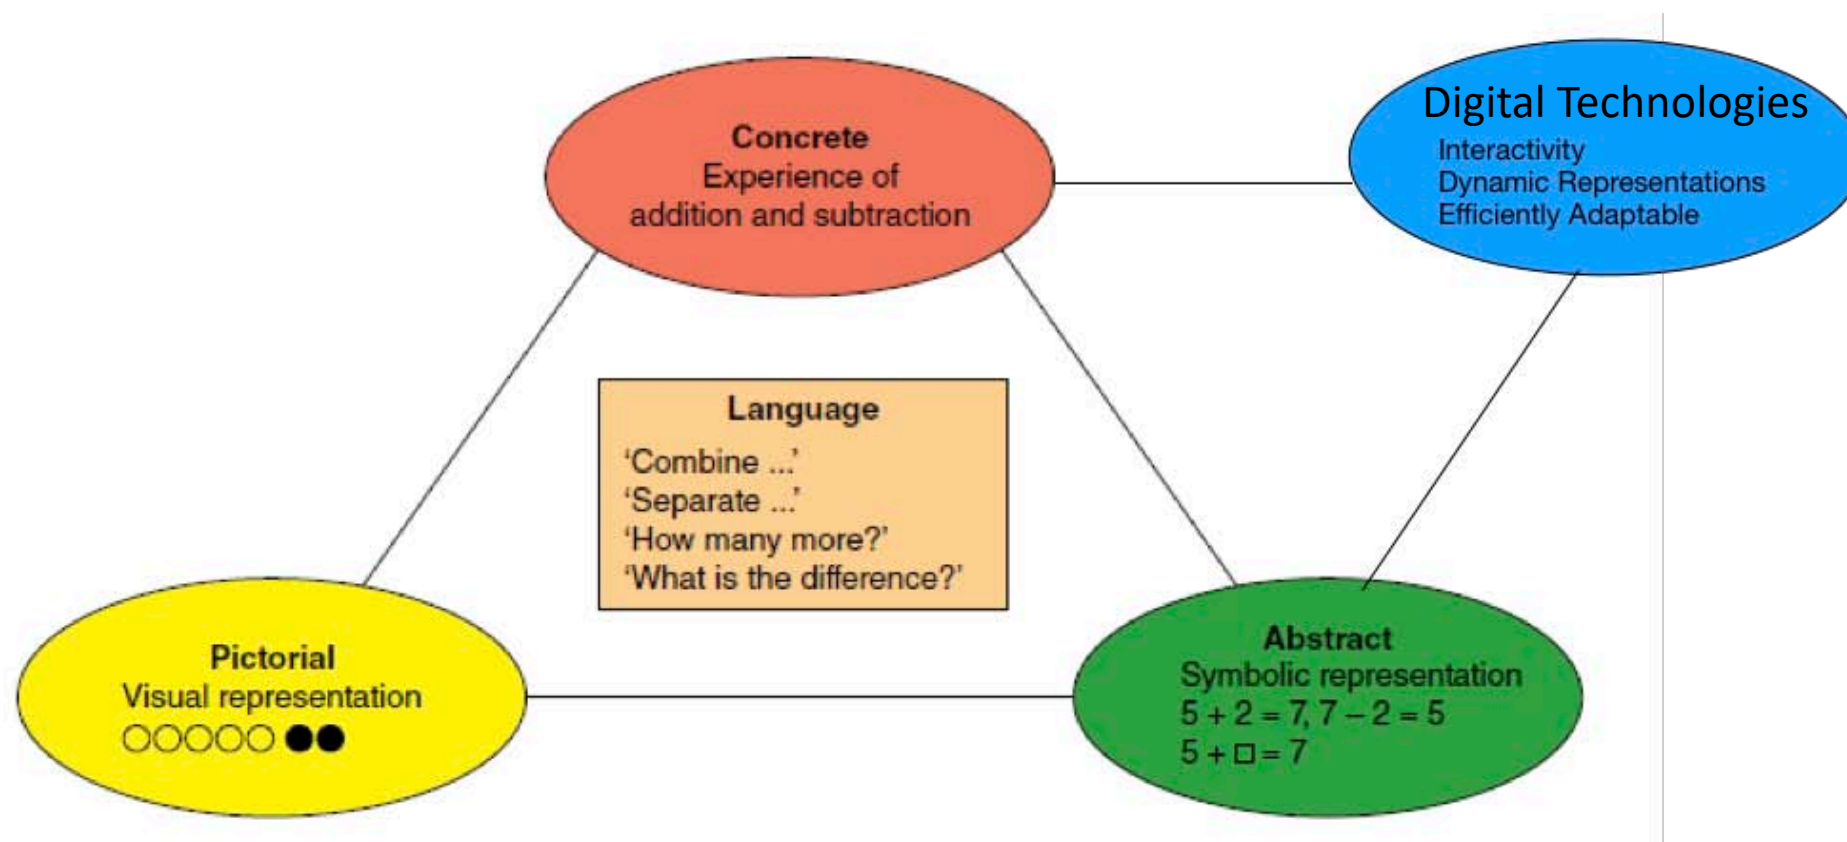 Concrete
Experience of
addition and subtraction
Digital Technologies
Interactivity
Dynamic Representations
Efficiently Adaptable
Language
‘Combine ...’
‘Separate ...’
‘How many more?’
‘What is the difference?’
Pictorial
Visual representation
Abstract
Symbolic representation
5 + 2 = 7, 7 – 2 = 5
5 + □ = 7